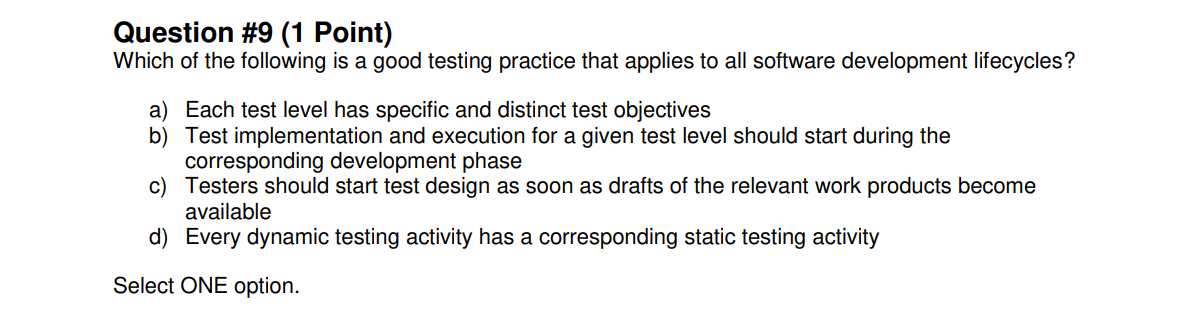 Question #9 (1 Point)
Which of the following is a good testing practice that applies to all software development lifecycles?
a) Each test level has specific and distinct test objectives
b) Test implementation and execution for a given test level should start during the
corresponding development phase
c) Testers should start test design as soon as drafts of the relevant work products become
available
d) Every dynamic testing activity has a corresponding static testing activity
Select ONE option.